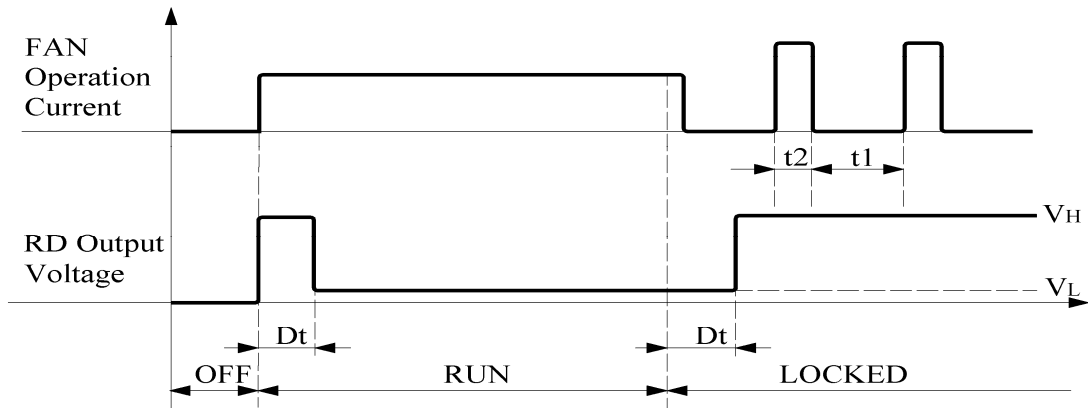 FAN
Operation
Current
t2
t1
RD Output
Voltage
VH
VL
Dt
Dt
OFF
RUN
LOCKED